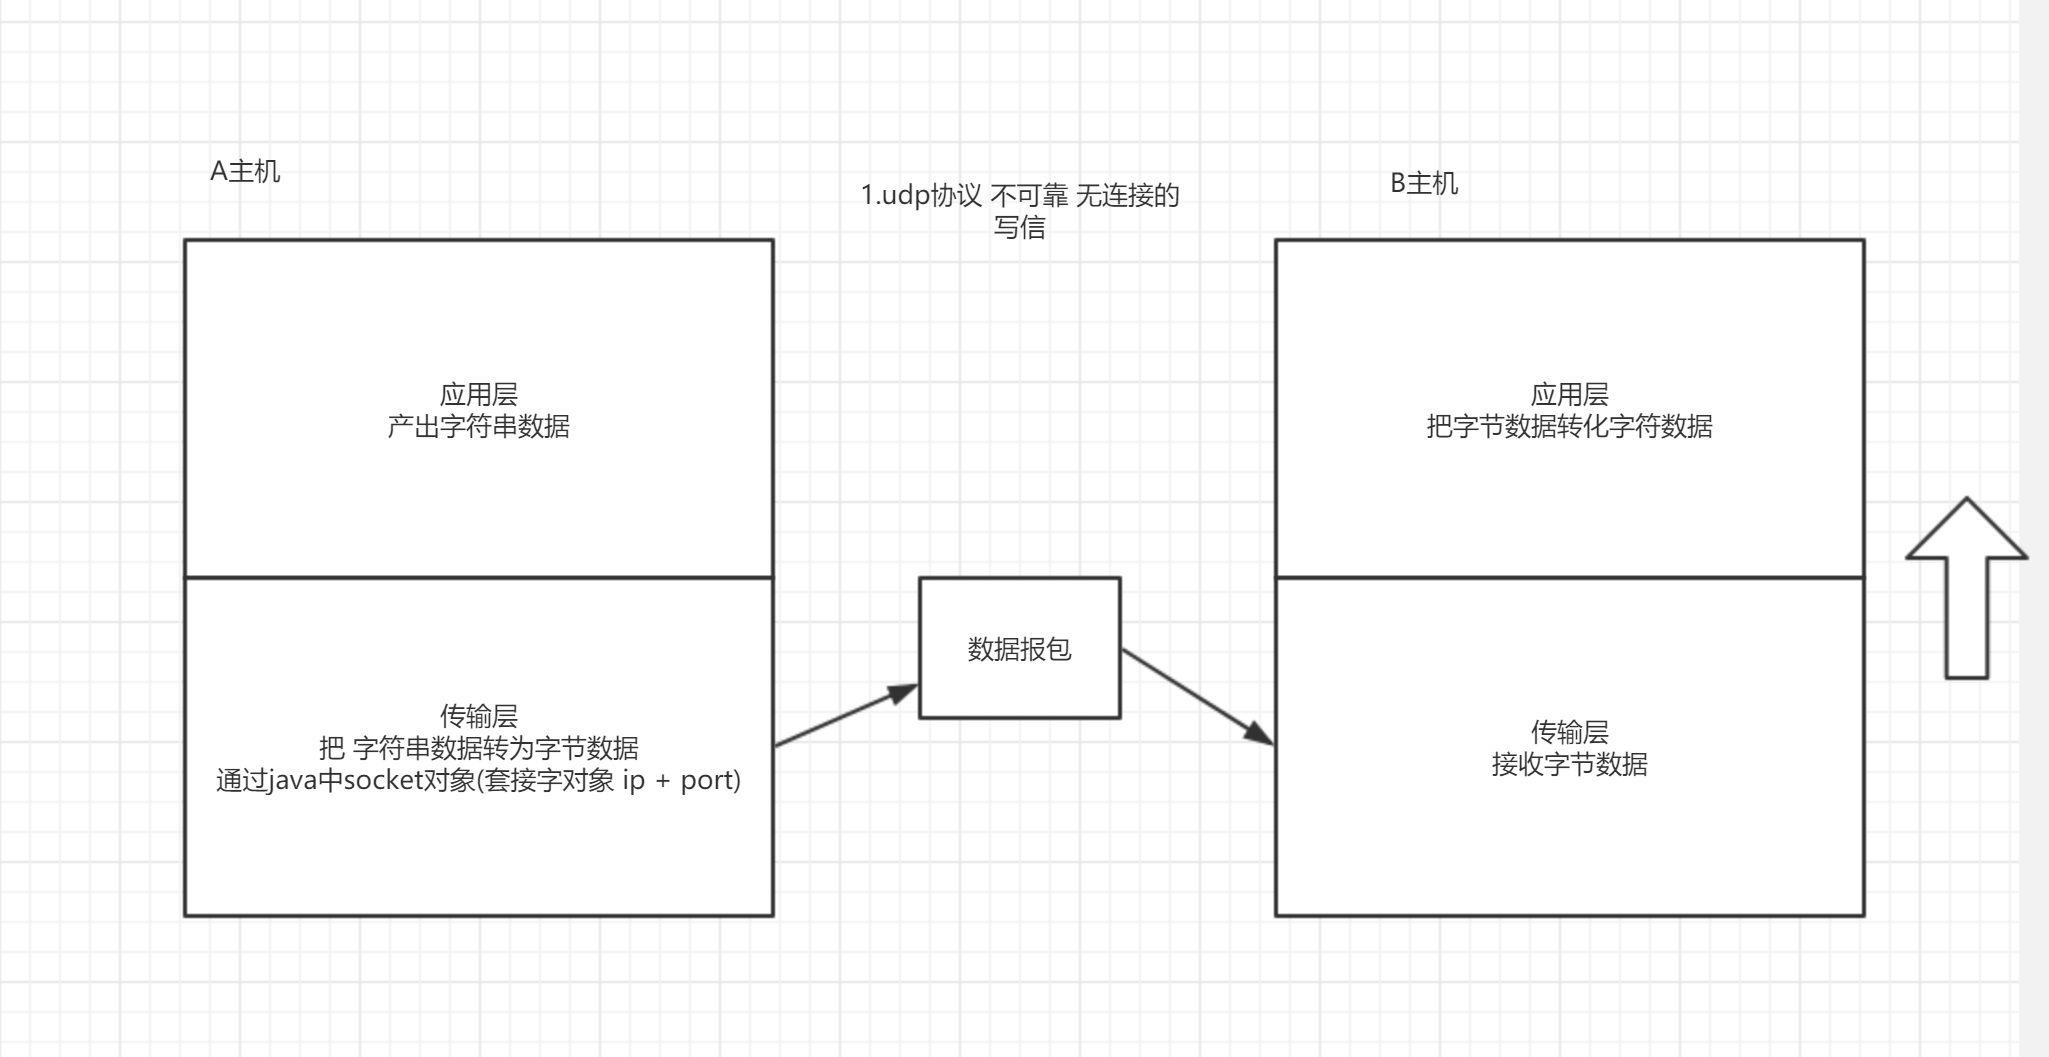 A主机
1.udp协议 不可靠 无连接的
写信
B主机
应用层
产出字符串数据
应用层
把字节数据转化字符数据
数据报包
传输层
把 字符串数据转为字节数据
通过java中socket对象(套接字对象 ip + port)
传输层
接收字节数据